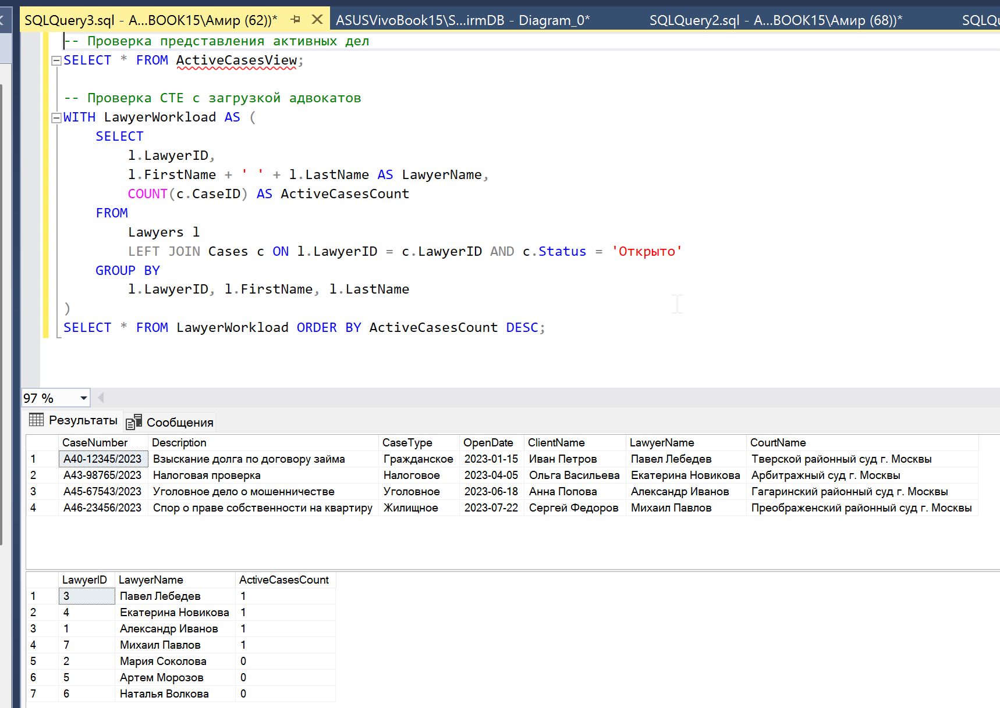 SQLQuery3.sql - A...BOOK15\Амир (62))* ASUSVivoBook15\S...irmDB - Diagram_0* SQLQuery2.sql - A...BOOK15\Амир (68))* SQLQu
-- Проверка представления активных дел
SELECT * FROM ActiveCasesView;
-- Проверка CTE с загрузкой адвокатов
WITH LawyerWorkload AS (
SELECT
l.LawyerID,
l.FirstName + ' ' + l.LastName AS LawyerName,
COUNT(c.CaseID) AS ActiveCasesCount
FROM
Lawyers l
LEFT JOIN Cases c ON l.LawyerID = c.LawyerID AND c.Status = 'Открыто'
GROUP BY
l.LawyerID, l.FirstName, l.LastName
)
SELECT * FROM LawyerWorkload ORDER BY ActiveCasesCount DESC;
97 %
Результаты Сообщения
CaseNumber Description CaseType OpenDate ClientName LawyerName CourtName
1 А40-12345/2023 Взыскание долга по договору займа Гражданское 2023-01-15 Иван Петров Павел Лебедев Тверской районный суд г. Москвы
2 А43-98765/2023 Налоговая проверка Налоговое 2023-04-05 Ольга Васильева Екатерина Новикова Арбитражный суд г. Москвы
3 А45-67543/2023 Уголовное дело о мошенничестве Уголовное 2023-06-18 Анна Попова Александр Иванов Гагаринский районный суд г. Москвы
4 А46-23456/2023 Спор о праве собственности на квартиру Жилищное 2023-07-22 Сергей Федоров Михаил Павлов Преображенский районный суд г. Москвы
LawyerID LawyerName ActiveCasesCount
1 3 Павел Лебедев 1
2 4 Екатерина Новикова 1
3 1 Александр Иванов 1
4 7 Михаил Павлов 1
5 2 Мария Соколова 0
6 5 Артем Морозов 0
7 6 Наталья Волкова 0